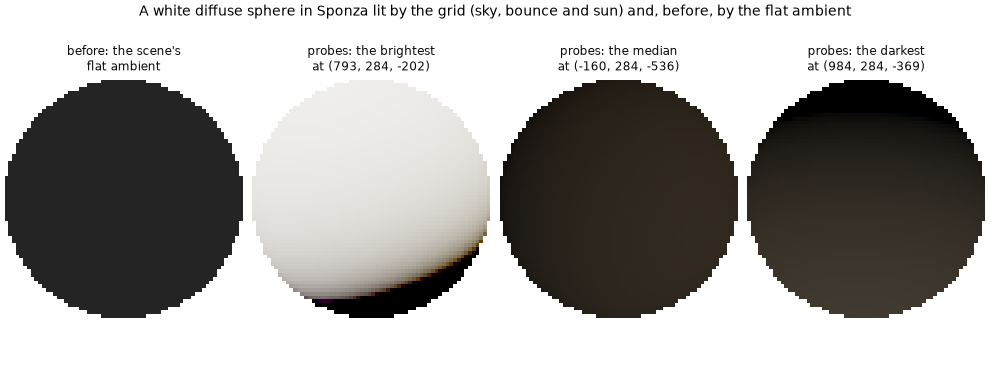 A white diffuse sphere in Sponza lit by the grid (sky, bounce and sun) and, before, by the flat ambient
before: the scene's
flat ambient
probes: the brightest
at (793, 284, -202)
probes: the median
at (-160, 284, -536)
probes: the darkest
at (984, 284, -369)